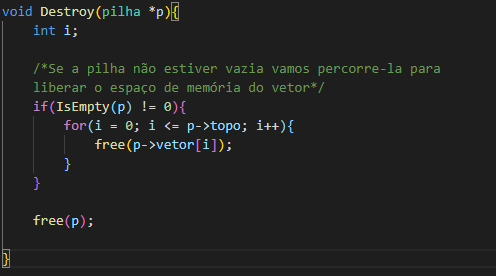 void Destroy(pilha *p){
    int i;

    /*Se a pilha não estiver vazia vamos percorre-la para
    liberar o espaço de memória do vetor*/
    if(IsEmpty(p) != 0){
        for(i = 0; i <= p->topo; i++){
            free(p->vetor[i]);
        }
    }

    free(p);

}